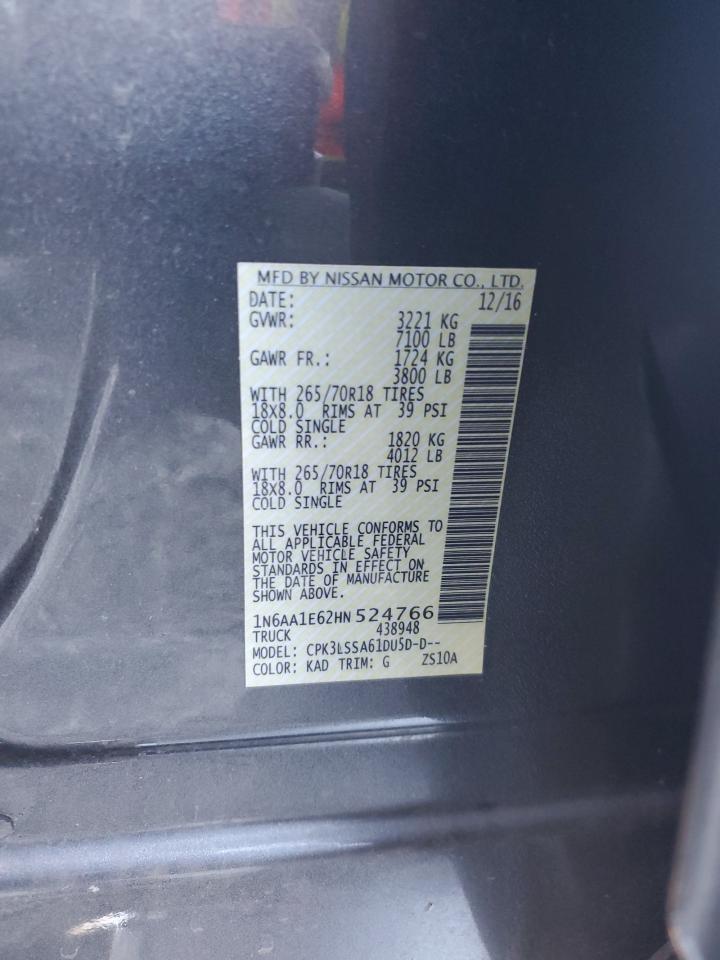 MFD BY NISSAN MOTOR CO., LTD.
DATE: 12/16
GVWR: 3221 KG
7100 LB
GAWR FR.: 1724 KG
3800 LB
WITH 265/70R18 TIRES
18X8.0 RIMS AT 39 PSI
COLD SINGLE
GAWR RR.: 1820 KG
4012 LB
WITH 265/70R18 TIRES
18X8.0 RIMS AT 39 PSI
COLD SINGLE
THIS VEHICLE CONFORMS TO
ALL APPLICABLE FEDERAL
MOTOR VEHICLE SAFETY
STANDARDS IN EFFECT ON
THE DATE OF MANUFACTURE
SHOWN ABOVE.
1N6AA1E62HN524766
TRUCK 438948
MODEL: CPK3LSSA61DU5D-D--
COLOR: KAD TRIM: G ZS10A